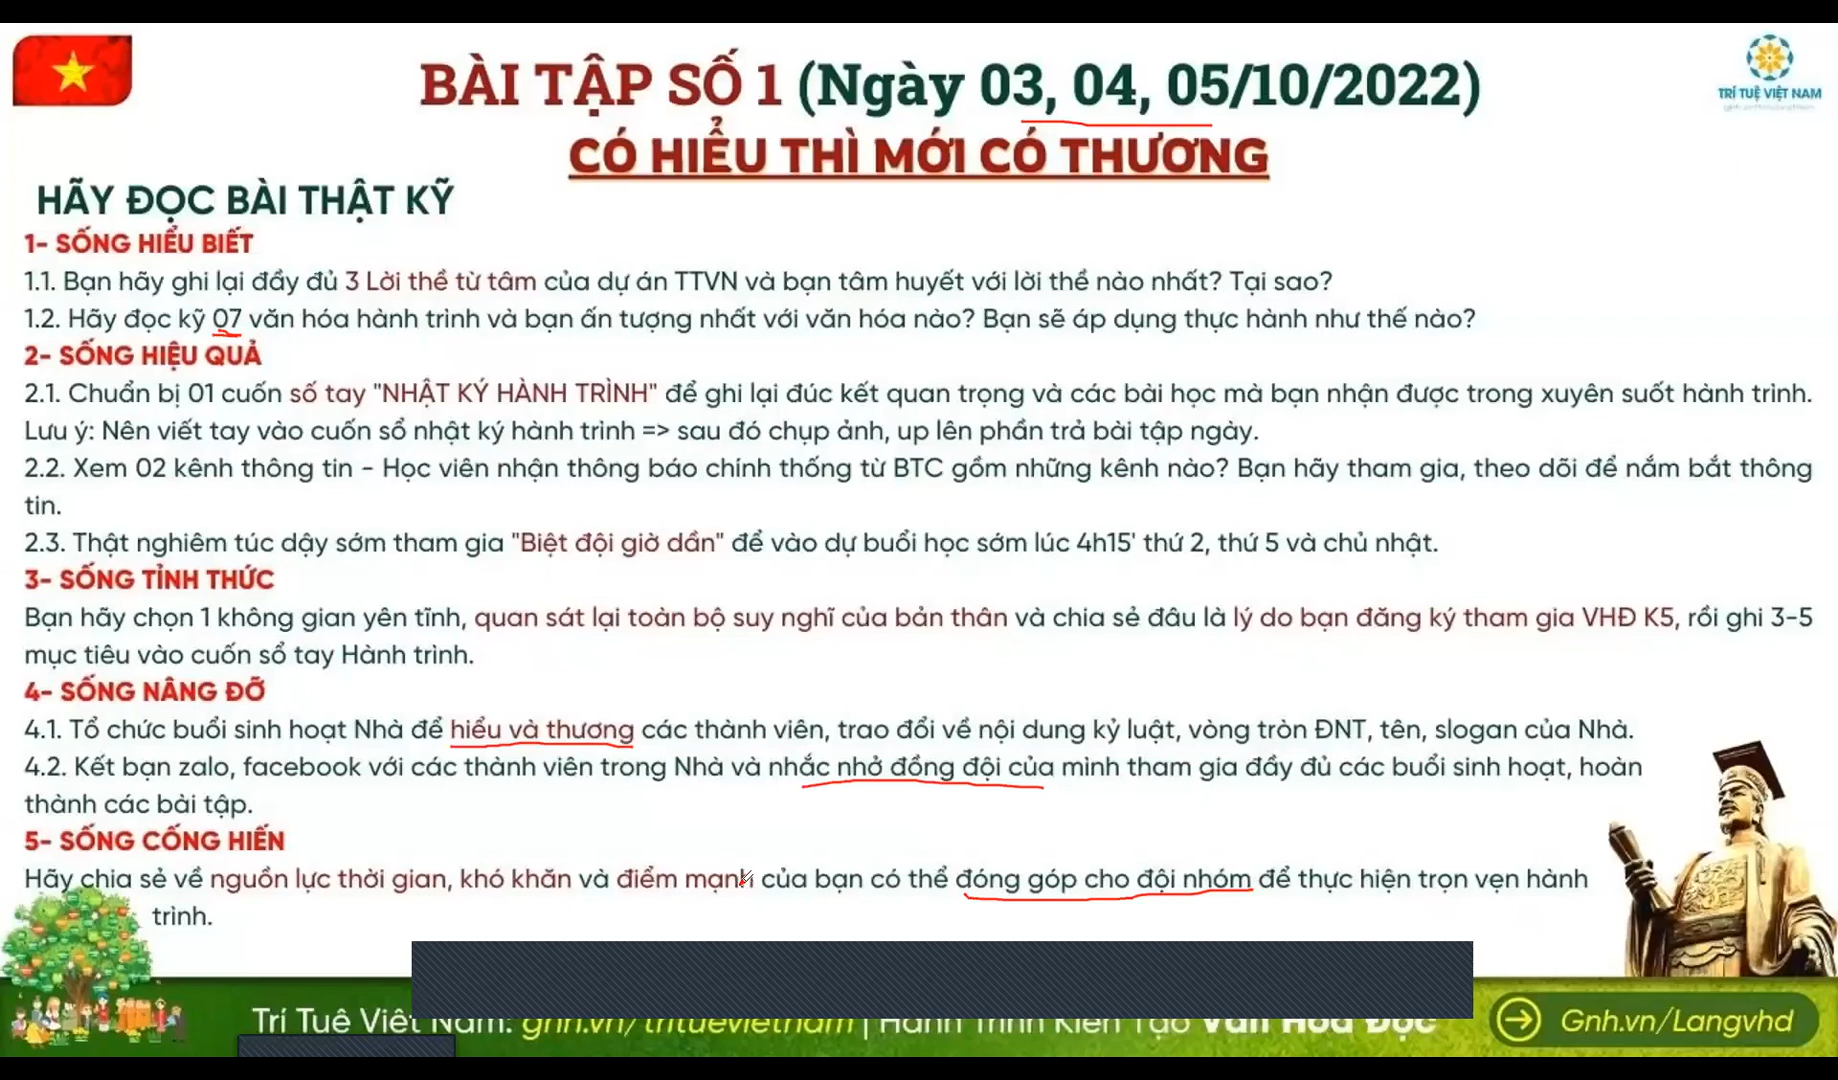 BÀI TẬP SỐ 1 (Ngày 03, 04, 05/10/2022)
TRÍ TUỆ VIỆT NAM
CÓ HIỂU THÌ MỚI CÓ THƯƠNG
HÃY ĐỌC BÀI THẬT KỸ
1- SỐNG HIỂU BIẾT
1.1. Bạn hãy ghi lại đầy đủ 3 Lời thề từ tâm của dự án TTVN và bạn tâm huyết với lời thề nào nhất? Tại sao?
1.2. Hãy đọc kỹ 07 văn hóa hành trình và bạn ấn tượng nhất với văn hóa nào? Bạn sẽ áp dụng thực hành như thế nào?
2- SỐNG HIỆU QUẢ
2.1. Chuẩn bị 01 cuốn số tay "NHẬT KÝ HÀNH TRÌNH" để ghi lại đúc kết quan trọng và các bài học mà bạn nhận được trong xuyên suốt hành trình.
Lưu ý: Nên viết tay vào cuốn sổ nhật ký hành trình => sau đó chụp ảnh, up lên phần trả bài tập ngày.
2.2. Xem 02 kênh thông tin - Học viên nhận thông báo chính thống từ BTC gồm những kênh nào? Bạn hãy tham gia, theo dõi để nắm bắt thông
tin.
2.3. Thật nghiêm túc dậy sớm tham gia "Biệt đội giờ dần" để vào dự buổi học sớm lúc 4h15' thứ 2, thứ 5 và chủ nhật.
3- SỐNG TỈNH THỨC
Bạn hãy chọn 1 không gian yên tĩnh, quan sát lại toàn bộ suy nghĩ của bản thân và chia sẻ đâu là lý do bạn đăng ký tham gia VHĐ K5, rồi ghi 3-5
mục tiêu vào cuốn sổ tay Hành trình.
4- SỐNG NÂNG ĐỠ
4.1. Tổ chức buổi sinh hoạt Nhà để hiểu và thương các thành viên, trao đổi về nội dung kỷ luật, vòng tròn ĐNT, tên, slogan của Nhà.
4.2. Kết bạn zalo, facebook với các thành viên trong Nhà và nhắc nhở đồng đội của mình tham gia đầy đủ các buổi sinh hoạt, hoàn
thành các bài tập.
5- SỐNG CỐNG HIẾN
Hãy chia sẻ về nguồn lực thời gian, khó khăn và điểm mạnh của bạn có thể đóng góp cho đội nhóm để thực hiện trọn vẹn hành
trình.
Trí Tuệ Việt Nam: gnh.vn/trituevietnam | Hành Trình Kiến Tạo Văn Hóa Đọc
Gnh.vn/Langvhd